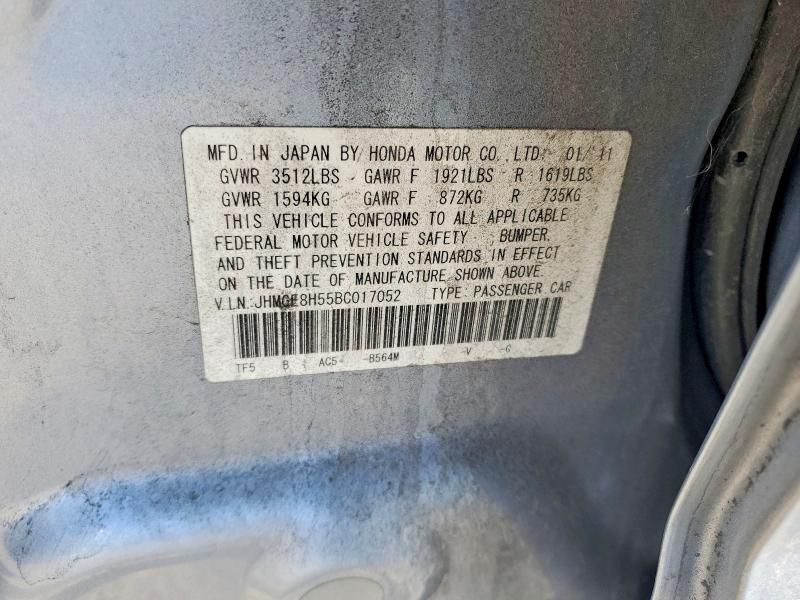 MFD. IN JAPAN BY HONDA MOTOR CO., LTD. 01/11
GVWR 3512LBS GAWR F 1921LBS R 1619LBS
GVWR 1594KG GAWR F 872KG R 735KG
THIS VEHICLE CONFORMS TO ALL APPLICABLE
FEDERAL MOTOR VEHICLE SAFETY, BUMPER,
AND THEFT PREVENTION STANDARDS IN EFFECT
ON THE DATE OF MANUFACTURE SHOWN ABOVE.
V.I.N.: TYPE: PASSENGER CAR
TF5 B AC5 -B564M -V -G